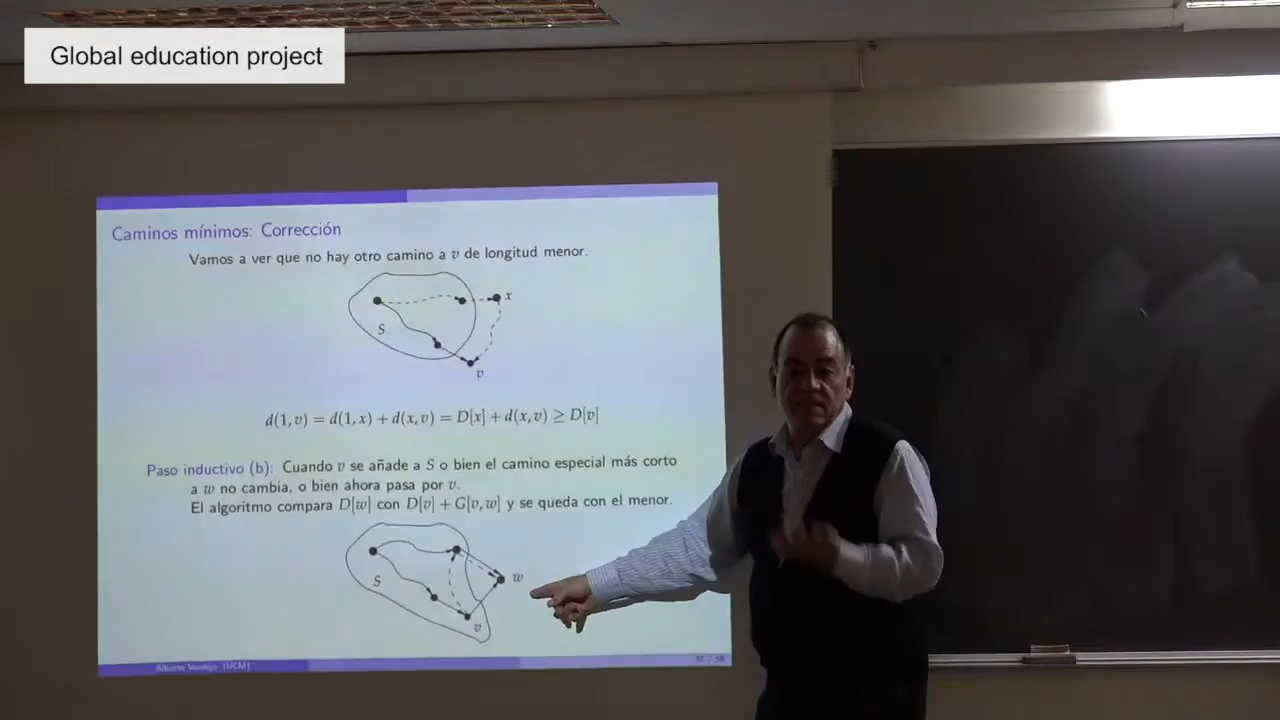 Global education project
Caminos mínimos: Corrección
Vamos a ver que no hay otro camino a v de longitud menor.
x
S
v
d(1,v) = d(1,x) + d(x,v) = D[x] + d(x,v) ≥ D[v]
Paso inductivo (b): Cuando v se añade a S o bien el camino especial más corto
a w no cambia, o bien ahora pasa por v.
El algoritmo compara D[w] con D[v] + G[v,w] y se queda con el menor.
w
S
v
Alberto Verdejo (UCM)